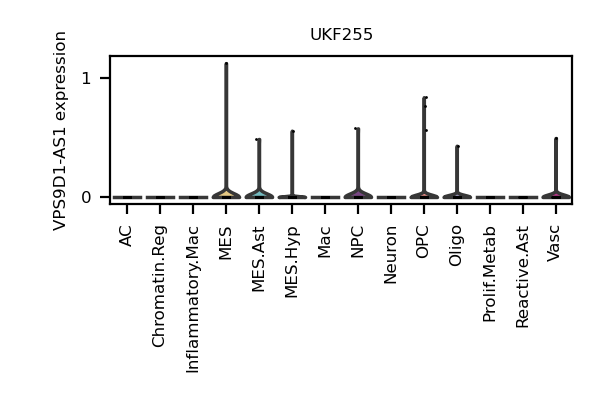 UKF255
VPS9D1-AS1 expression
1
0
AC
Chromatin.Reg
Inflammatory.Mac
MES
MES.Ast
MES.Hyp
Mac
NPC
Neuron
OPC
Oligo
Prolif.Metab
Reactive.Ast
Vasc